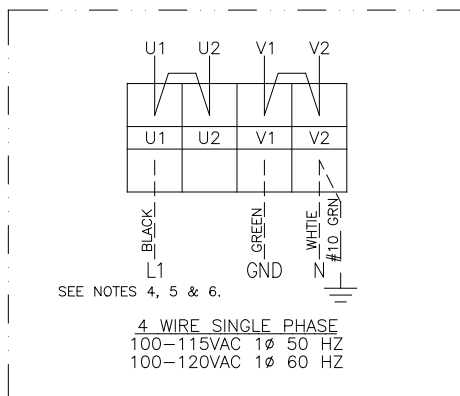 U1 U2 V1 V2
U1 U2 V1 V2
BLACK GREEN WHTIE #10 GRN
L1 GND N
SEE NOTES 4, 5 & 6.
4 WIRE SINGLE PHASE
100-115VAC 1ø 50 HZ
100-120VAC 1ø 60 HZ